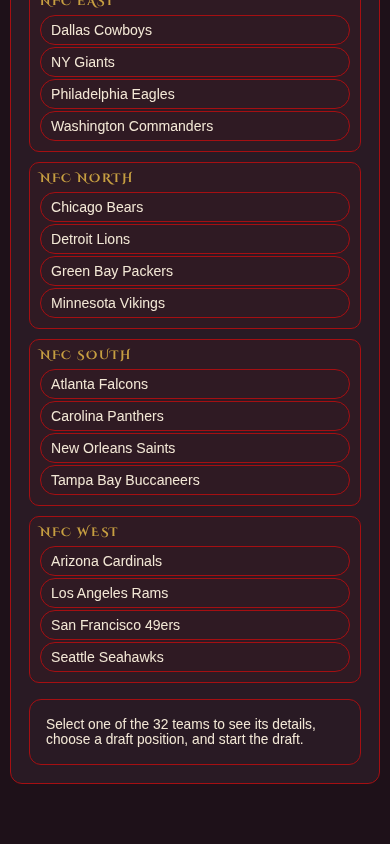 NFC EAST
Dallas Cowboys
NY Giants
Philadelphia Eagles
Washington Commanders
NFC NORTH
Chicago Bears
Detroit Lions
Green Bay Packers
Minnesota Vikings
NFC SOUTH
Atlanta Falcons
Carolina Panthers
New Orleans Saints
Tampa Bay Buccaneers
NFC WEST
Arizona Cardinals
Los Angeles Rams
San Francisco 49ers
Seattle Seahawks
Select one of the 32 teams to see its details,
choose a draft position, and start the draft.